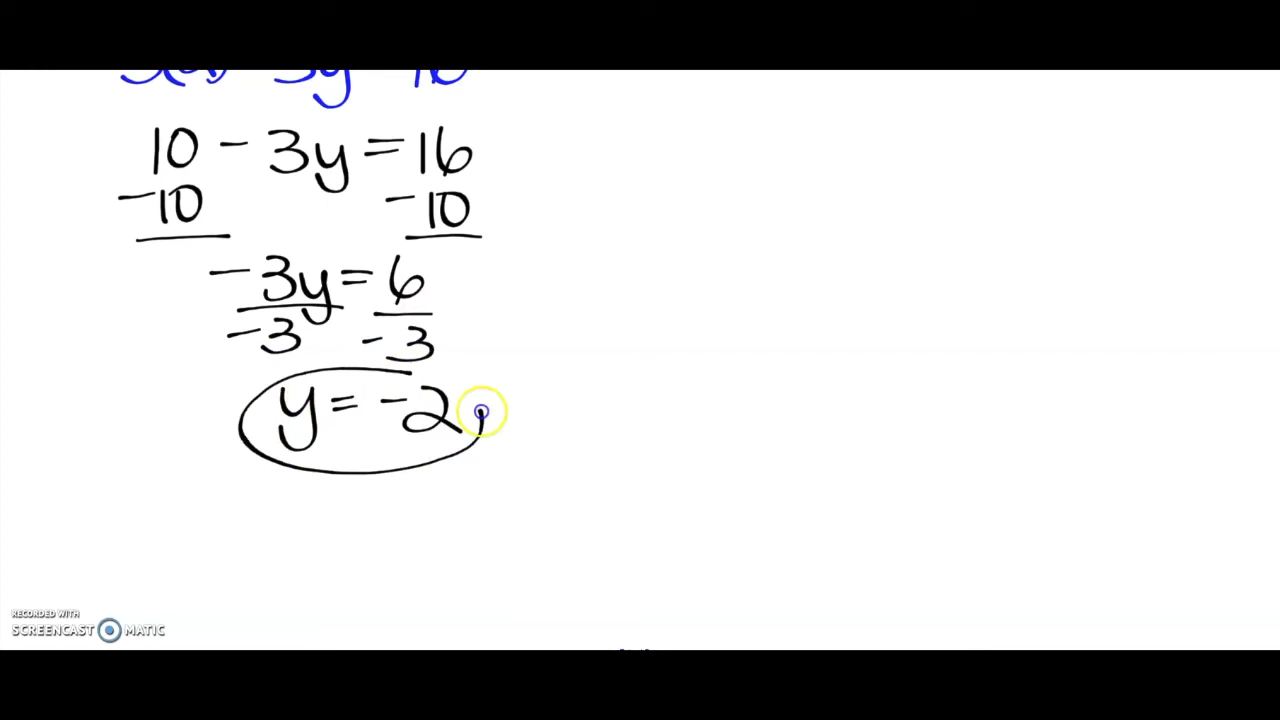 10 - 3y = 16
-10 -10
-3y = 6
-3 -3
y = -2
RECORDED WITH
SCREENCAST MATIC